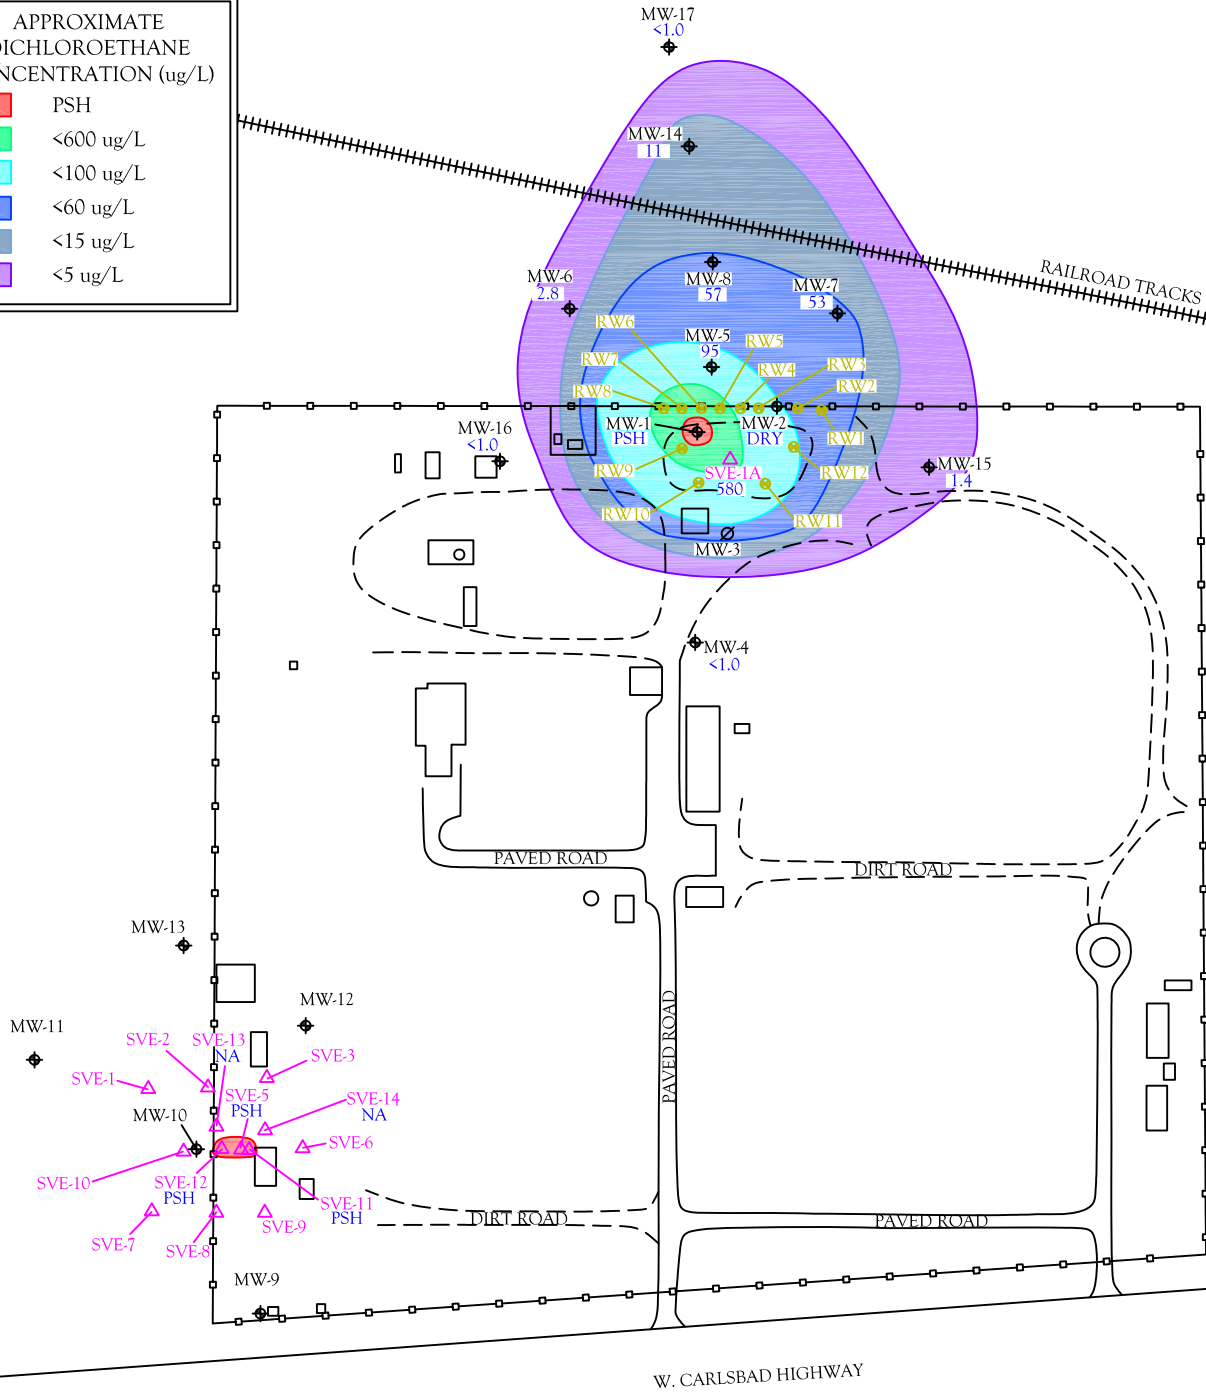 APPROXIMATE
DICHLOROETHANE
NCENTRATION (ug/L)
PSH
<600 ug/L
<100 ug/L
<60 ug/L
<15 ug/L
<5 ug/L
MW-17
<1.0
MW-14
11
RAILROAD TRACKS
MW-6
2.8
MW-8
57
MW-7
53
RW6
MW-5
95
RW5
RW7
RW4
RW3
RW8
RW2
MW-1
PSH
MW-2
DRY
RW1
MW-16
<1.0
RW9
SVE-1A
580
RW12
MW-15
1.4
RW10
RW11
MW-3
MW-4
<1.0
PAVED ROAD
DIRT ROAD
MW-13
MW-12
PAVED ROAD
MW-11
SVE-2
SVE-13
NA
SVE-3
SVE-1
SVE-5
PSH
SVE-14
NA
MW-10
SVE-6
SVE-10
SVE-12
PSH
SVE-11
PSH
SVE-7
SVE-8
SVE-9
DIRT ROAD
PAVED ROAD
MW-9
W. CARLSBAD HIGHWAY